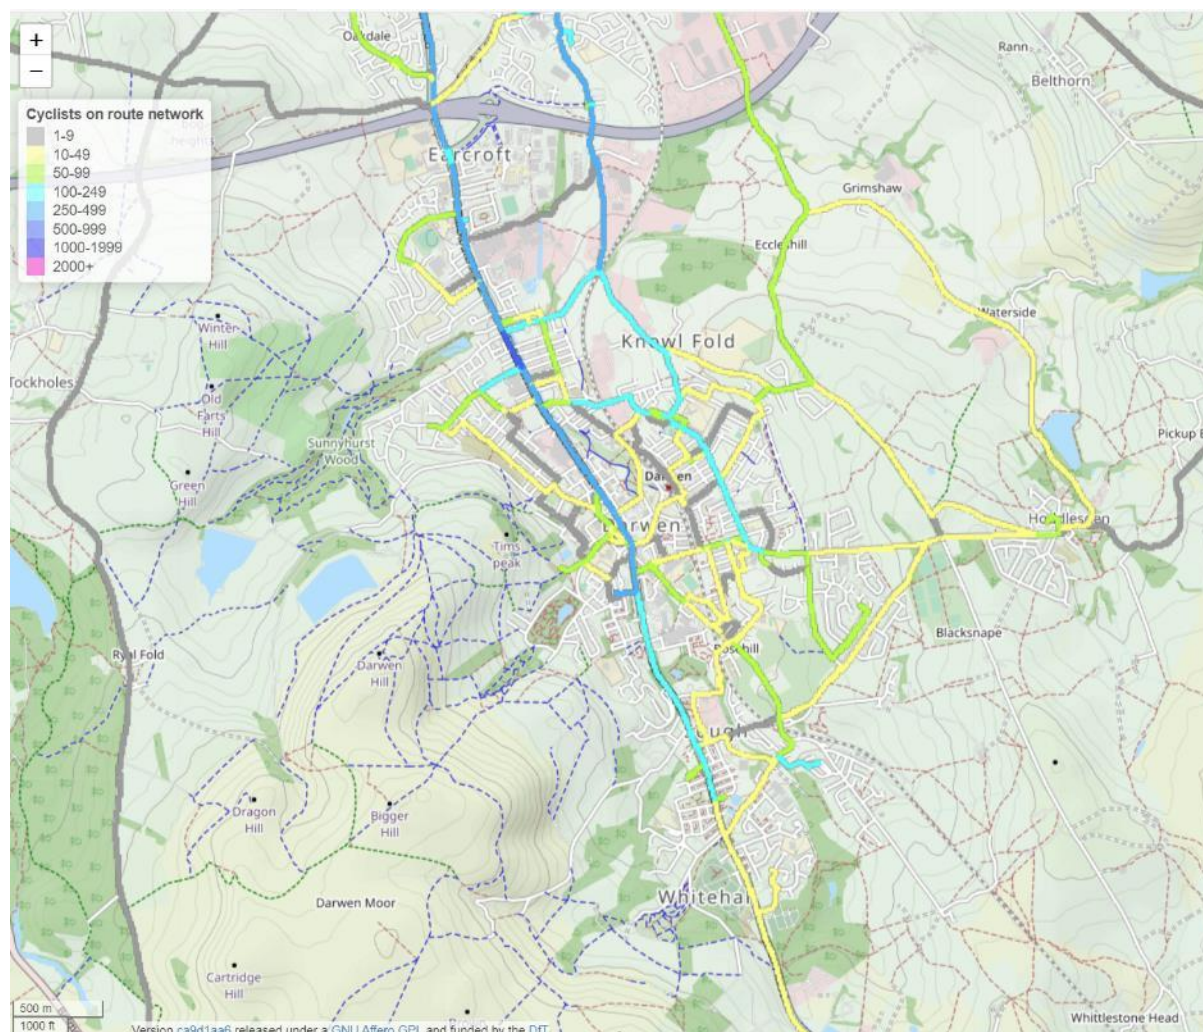 Oakdale
+
−
Rann
Belthorn
Cyclists on route network
1-9
10-49
50-99
100-249
250-499
500-999
1000-1999
2000+
heights
Earcroft
Grimshaw
Eccleshill
Winter
Hill
Waterside
Knowl Fold
Tockholes
Old
Farts
Hill
Sunnyhurst
Wood
Pickup B
Green
Hill
Darwen
Darwen
Tims
peak
Blacksnape
Ryal Fold
Darwen
Hill
Dragon
Hill
Bigger
Hill
Darwen Moor
Cartridge
Hill
500 m
1000 ft
Version ca9d1aa6 released under a GNU Affero GPL and funded by the DfT
Whittlestone Head